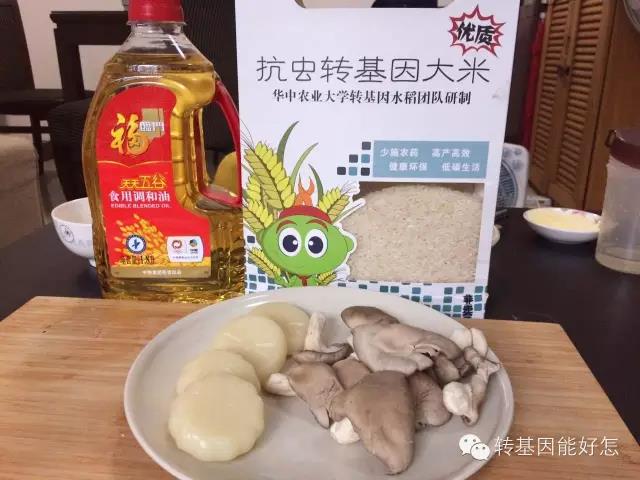 优质
抗虫转基因大米
华中农业大学转基因水稻团队研制
少施农药 高产高效
健康环保 低碳生活
福
临门
天天五谷
食用调和油
EDIBLE BLENDED OIL
转基因能好怎